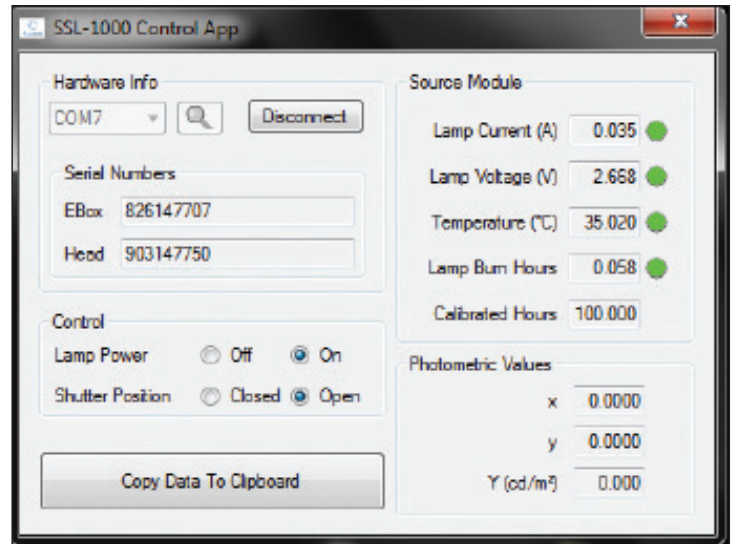 SSL-1000 Control App
Hardware Info
COM7
Disconnect
Serial Numbers
EBox 826147707
Head 903147750
Control
Lamp Power Off On
Shutter Position Closed Open
Copy Data To Clipboard
Source Module
Lamp Current (A) 0.035
Lamp Voltage (V) 2.668
Temperature (°C) 35.020
Lamp Burn Hours 0.058
Calibrated Hours 100.000
Photometric Values
x 0.0000
y 0.0000
Y (cd/m²) 0.000